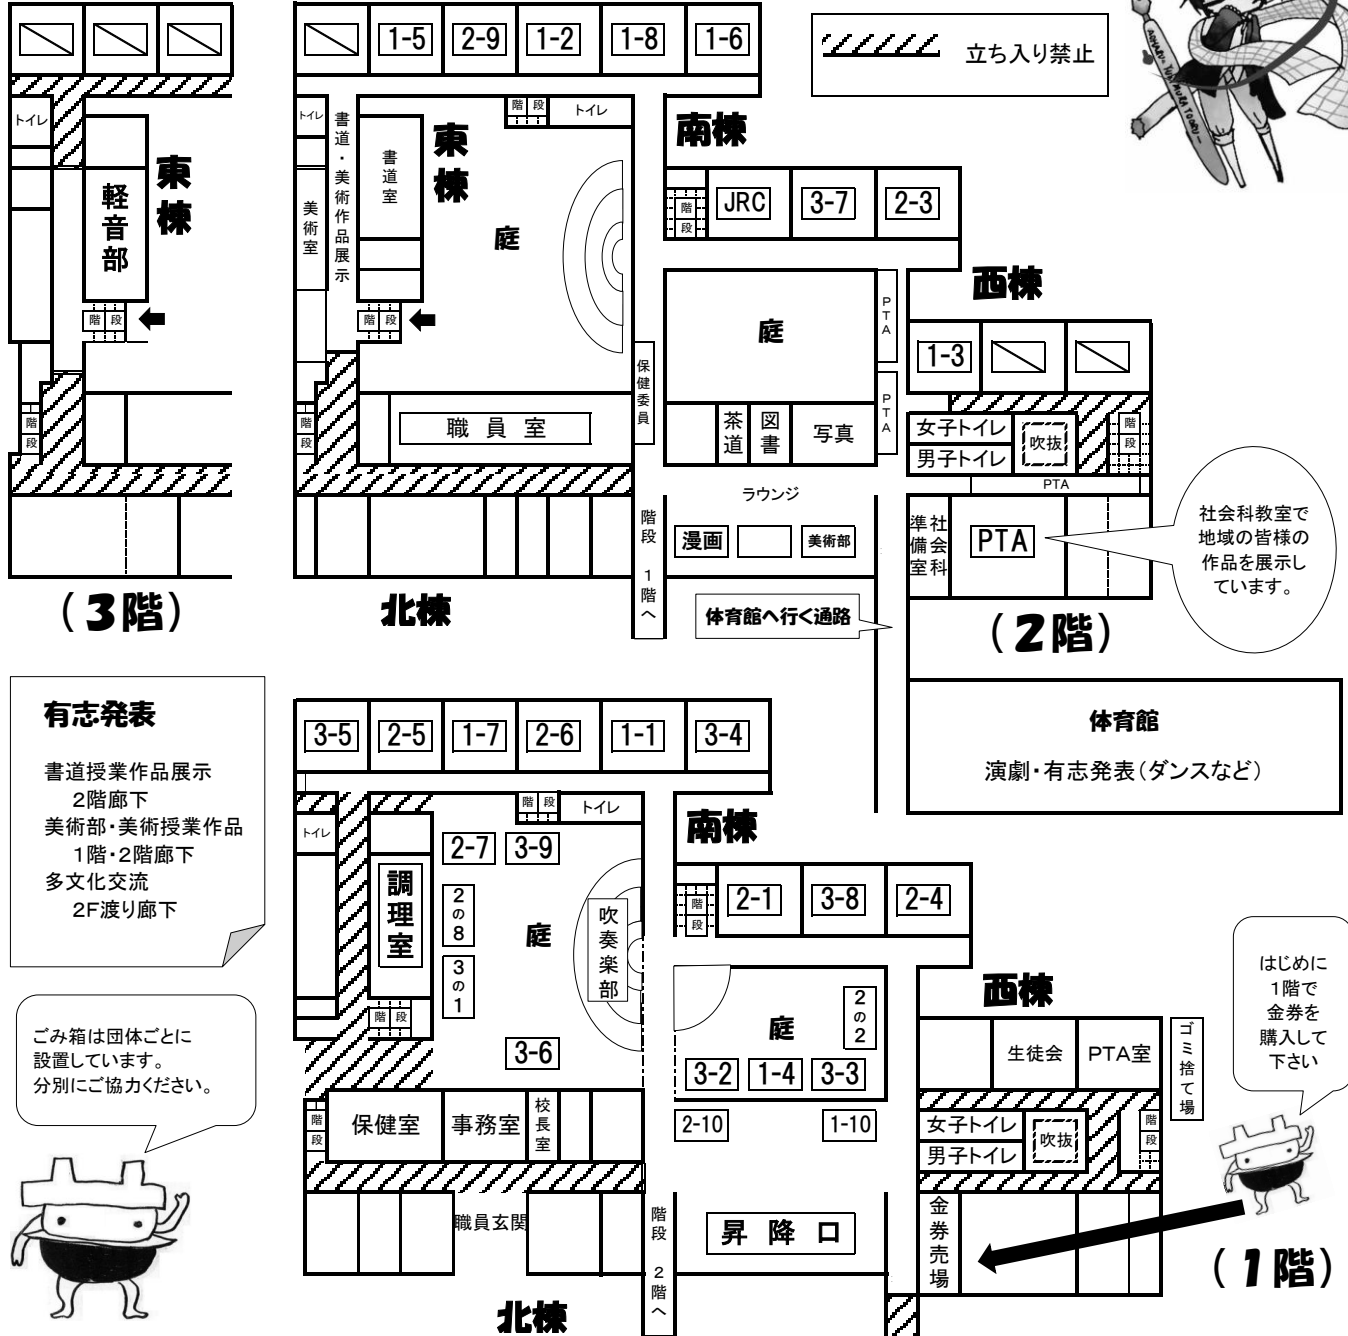 1-5
2-9
1-2
1-8
1-6
立ち入り禁止
トイレ
軽音部
東棟
階段
階段
(3階)
トイレ
書道・美術作品展示
書道室
美術室
東棟
階段
トイレ
庭
階段
南棟
階段
JRC
3-7
2-3
西棟
庭
PTA
PTA
保健委員
1-3
階段
職員室
茶道
図書
写真
女子トイレ
男子トイレ
吹抜
階段
PTA
ラウンジ
階段 1階へ
漫画
美術部
社会科
準備室
PTA
社会科教室で
地域の皆様の
作品を展示し
ています。
北棟
体育館へ行く通路
(2階)
体育館
演劇・有志発表(ダンスなど)
有志発表
書道授業作品展示
2階廊下
美術部・美術授業作品
1階・2階廊下
多文化交流
2F渡り廊下
ごみ箱は団体ごとに
設置しています。
分別にご協力ください。
3-5
2-5
1-7
2-6
1-1
3-4
トイレ
階段
トイレ
南棟
2-7
3-9
調理室
2の8
3の1
庭
吹奏楽部
階段
3-6
階段
2-1
3-8
2-4
西棟
庭
2の2
3-2
1-4
3-3
2-10
1-10
生徒会
PTA室
ゴミ捨て場
はじめに
1階で
金券を
購入して
下さい
階段
保健室
事務室
校長室
女子トイレ
男子トイレ
吹抜
階段
職員玄関
階段 2階へ
昇降口
金券売場
(1階)
北棟